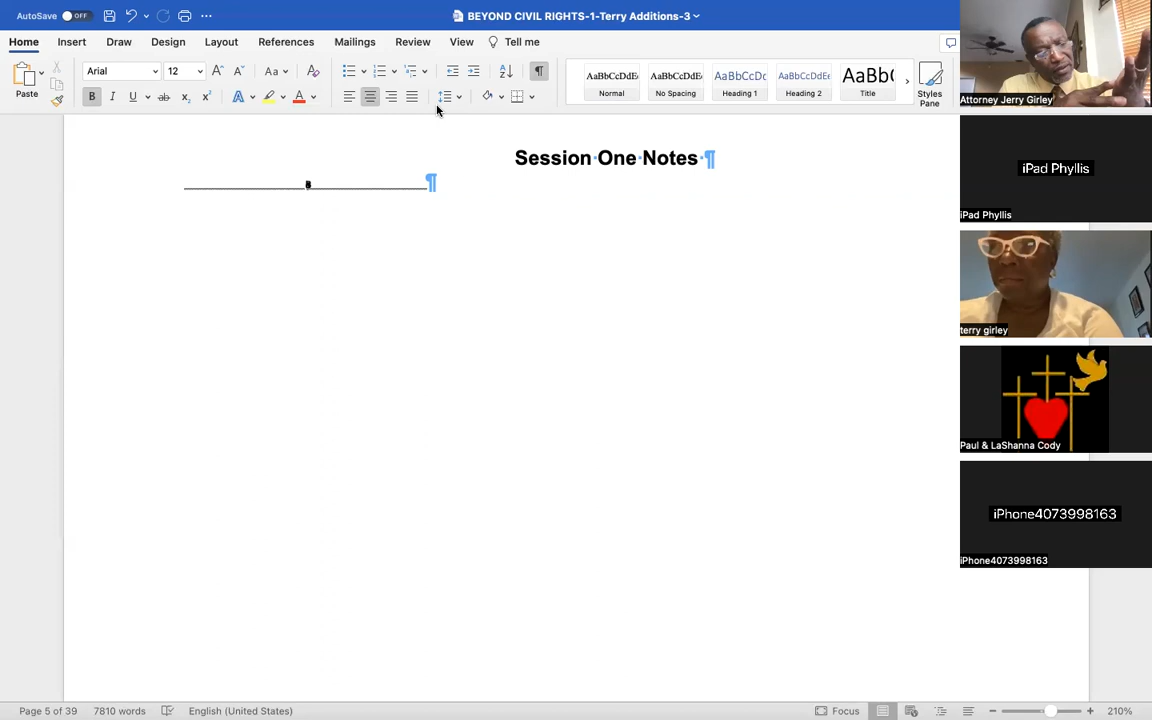 AutoSave OFF
BEYOND CIVIL RIGHTS-1-Terry Additions-3
Home Insert Draw Design Layout References Mailings Review View Tell me
Paste
Arial 12
Aa
AaBbCcDdEe AaBbCcDdEe AaBbCcDc AaBbCcDdEe AaBb(
Normal No Spacing Heading 1 Heading 2 Title
Styles
Pane
Attorney Jerry Girley
Session One Notes ¶
¶
iPad Phyllis
iPad Phyllis
terry girley
Paul & LaShanna Cody
iPhone4073998163
iPhone4073998163
Page 5 of 39 7810 words English (United States) Focus 210%